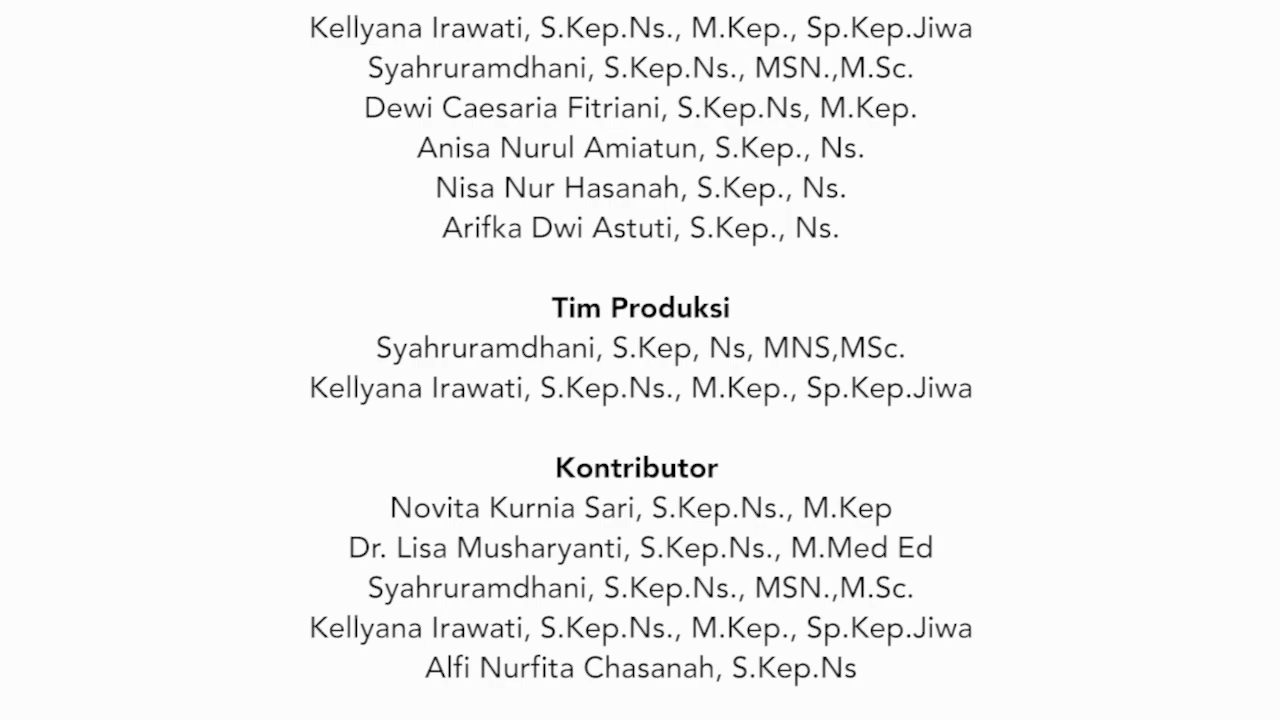 Kellyana Irawati, S.Kep.Ns., M.Kep., Sp.Kep.Jiwa
Syahruramdhani, S.Kep.Ns., MSN.,M.Sc.
Dewi Caesaria Fitriani, S.Kep.Ns, M.Kep.
Anisa Nurul Amiatun, S.Kep., Ns.
Nisa Nur Hasanah, S.Kep., Ns.
Arifka Dwi Astuti, S.Kep., Ns.
Tim Produksi
Syahruramdhani, S.Kep, Ns, MNS,MSc.
Kellyana Irawati, S.Kep.Ns., M.Kep., Sp.Kep.Jiwa
Kontributor
Novita Kurnia Sari, S.Kep.Ns., M.Kep
Dr. Lisa Musharyanti, S.Kep.Ns., M.Med Ed
Syahruramdhani, S.Kep.Ns., MSN.,M.Sc.
Kellyana Irawati, S.Kep.Ns., M.Kep., Sp.Kep.Jiwa
Alfi Nurfita Chasanah, S.Kep.Ns